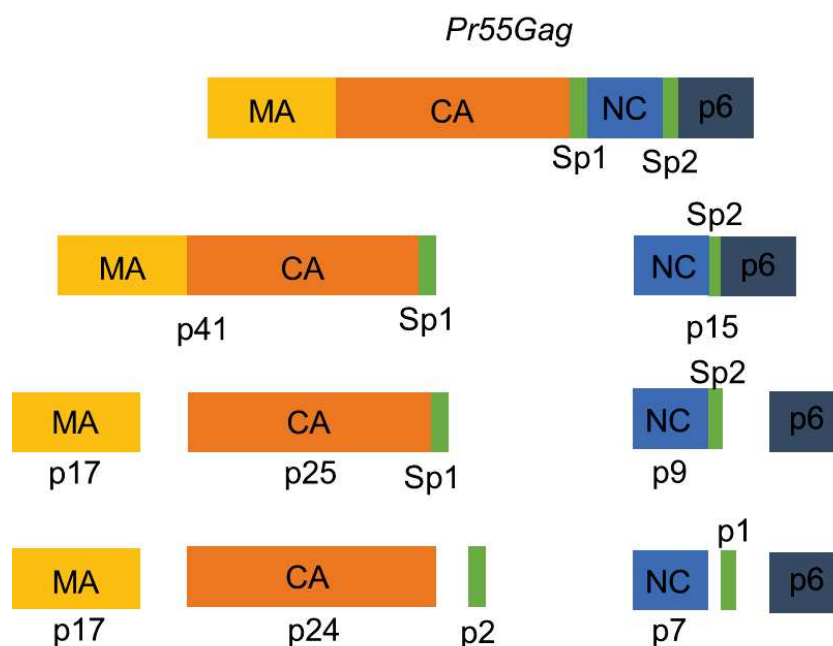 Pr55Gag
MA CA NC p6
Sp1 Sp2
Sp2
MA CA NC p6
p41 Sp1 p15
Sp2
MA CA NC p6
p17 p25 Sp1 p9
p1
MA CA NC p6
p17 p24 p2 p7